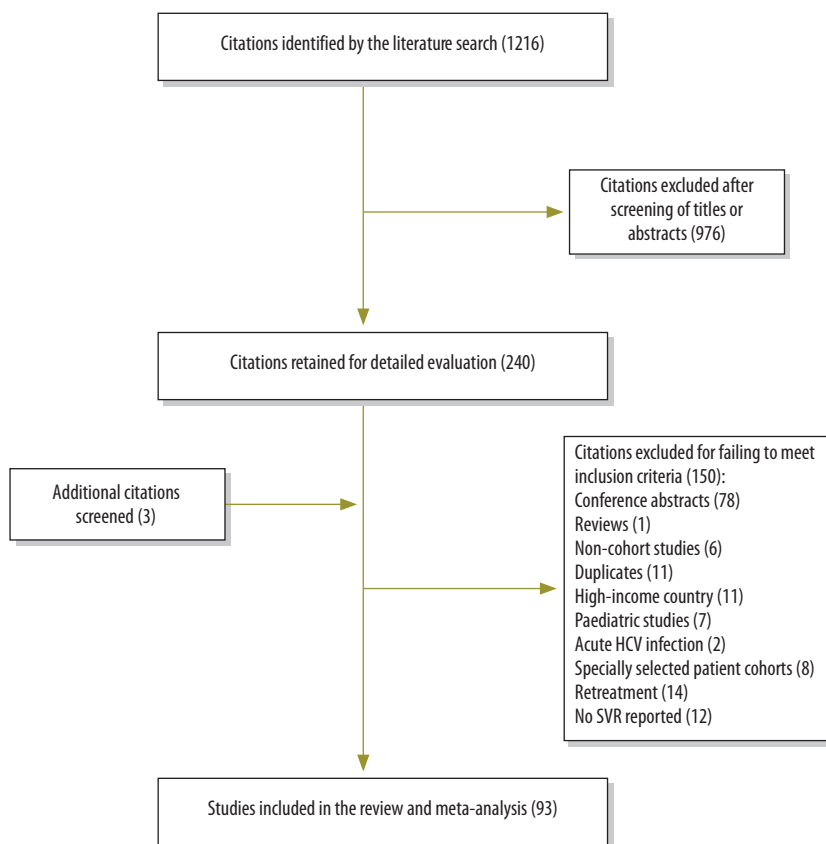 Citations identified by the literature search (1216)
Citations excluded after
screening of titles or
abstracts (976)
Citations retained for detailed evaluation (240)
Additional citations
screened (3)
Citations excluded for failing to meet
inclusion criteria (150):
Conference abstracts (78)
Reviews (1)
Non-cohort studies (6)
Duplicates (11)
High-income country (11)
Paediatric studies (7)
Acute HCV infection (2)
Specially selected patient cohorts (8)
Retreatment (14)
No SVR reported (12)
Studies included in the review and meta-analysis (93)